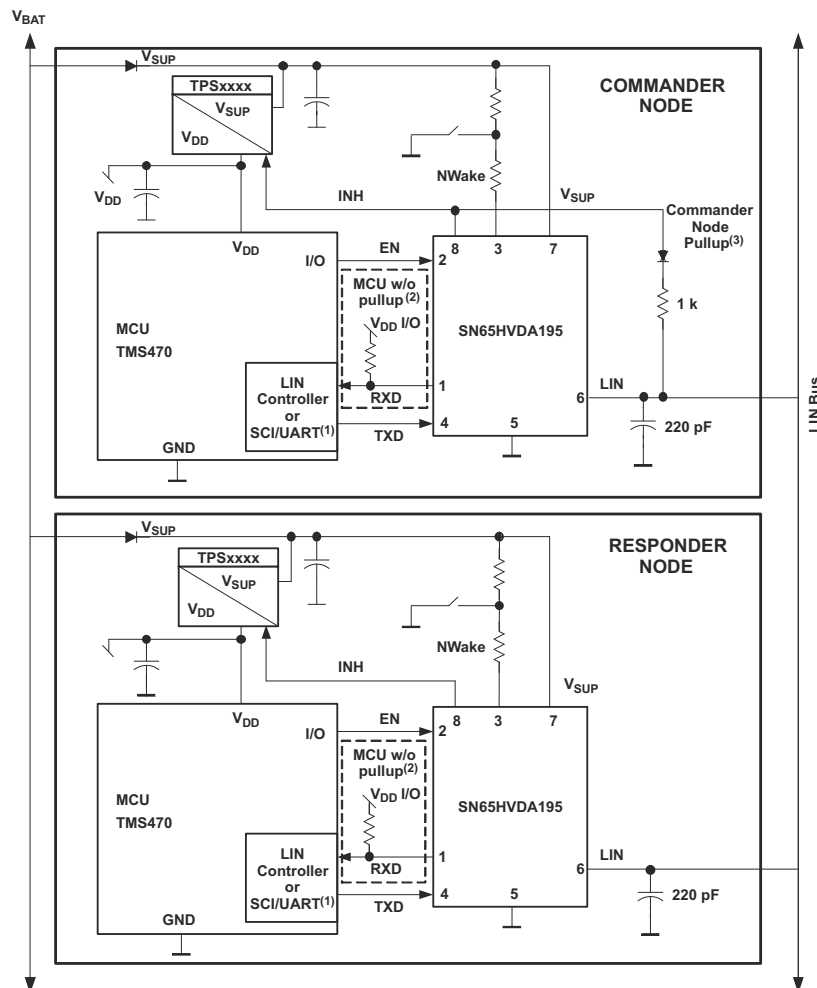 VBAT
VSUP
TPSxxxx
VSUP
VDD
COMMANDER
NODE
NWake
VDD
INH
VSUP
Commander
Node
Pullup(3)
VDD
I/O
EN
2
8
3
7
MCU w/o
pullup(2)
VDD I/O
1 k
MCU
TMS470
SN65HVDA195
LIN
Controller
or
SCI/UART(1)
1
RXD
6
LIN
4
TXD
5
220 pF
GND
LIN Bus
VSUP
TPSxxxx
VSUP
VDD
RESPONDER
NODE
NWake
INH
VSUP
VDD
I/O
EN
2
8
3
7
MCU w/o
pullup(2)
VDD I/O
MCU
TMS470
SN65HVDA195
LIN
Controller
or
SCI/UART(1)
1
RXD
6
LIN
4
TXD
5
220 pF
GND